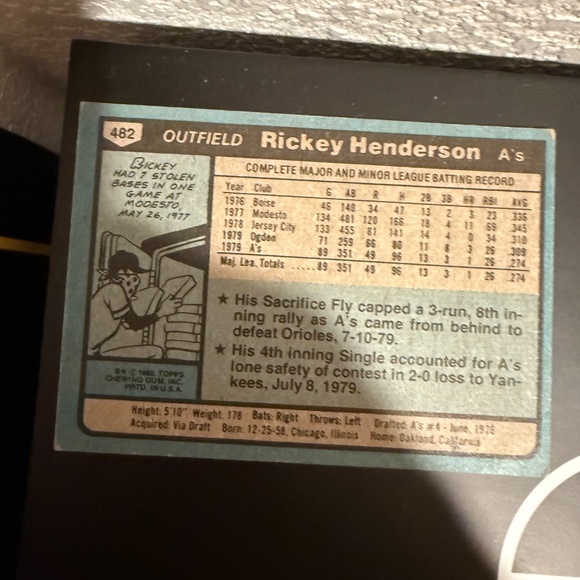 482 OUTFIELD Rickey Henderson A's
RICKEY
HAD 7 STOLEN
BASES IN ONE
GAME AT
MODESTO,
MAY 26, 1977
COMPLETE MAJOR AND MINOR LEAGUE BATTING RECORD
Year Club G AB R H 2B 3B HR RBI AVG
1976 Boise 46 140 34 47 13 2 3 23 .336
1977 Modesto 134 481 120 166 18 4 11 69 .345
1978 Jersey City 133 455 81 141 14 4 0 34 .310
1979 Ogden 71 259 66 80 11 8 3 26 .309
1979 A's 89 351 49 96 13 3 1 26 .274
Maj. Lea. Totals ......89 351 49 96 13 3 1 26 .274
★ His Sacrifice Fly capped a 3-run, 8th in-
ning rally as A's came from behind to
defeat Orioles, 7-10-79.
★ His 4th inning Single accounted for A's
lone safety of contest in 2-0 loss to Yan-
kees, July 8, 1979.
© 1980, TOPPS
CHEWING GUM, INC.
PRTD. IN U.S.A.
Height: 5'10" Weight: 178 Bats: Right Throws: Left Drafted: A's #4 - June, 1976
Acquired: Via Draft Born: 12-25-58, Chicago, Illinois Home: Oakland, California